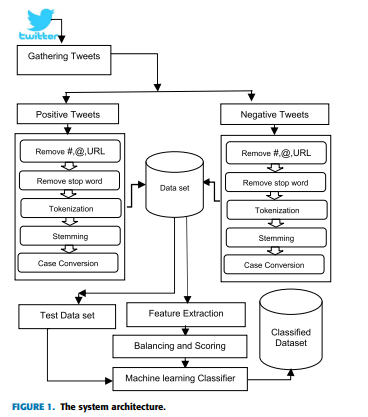 twitter
Gathering Tweets
Positive Tweets
Negative Tweets
Remove #,@,URL
Remove stop word
Tokenization
Stemming
Case Conversion
Data set
Remove #,@,URL
Remove stop word
Tokenization
Stemming
Case Conversion
Test Data set
Feature Extraction
Balancing and Scoring
Machine learning Classifier
Classified
Dataset
FIGURE 1. The system architecture.